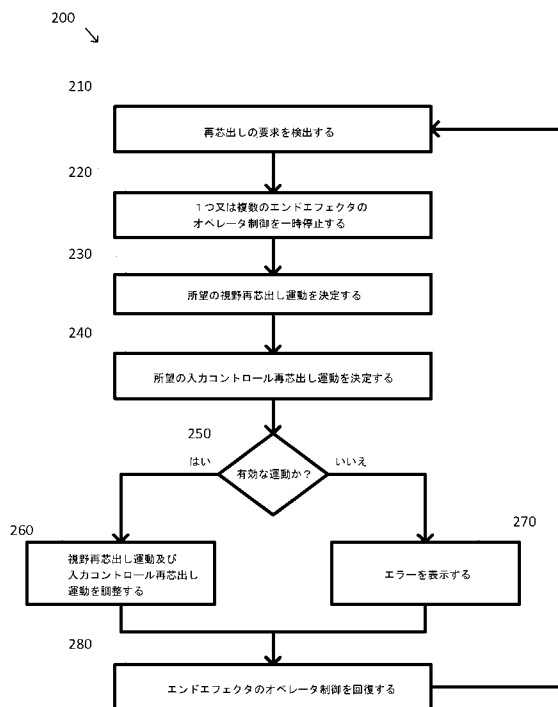 200
210
再芯出しの要求を検出する
220
1つ又は複数のエンドエフェクタの
オペレータ制御を一時停止する
230
所望の視野再芯出し運動を決定する
240
所望の入力コントロール再芯出し運動を決定する
250
有効な運動か?
はい
いいえ
260
視野再芯出し運動及び
入力コントロール再芯出し
運動を調整する
270
エラーを表示する
280
エンドエフェクタのオペレータ制御を回復する